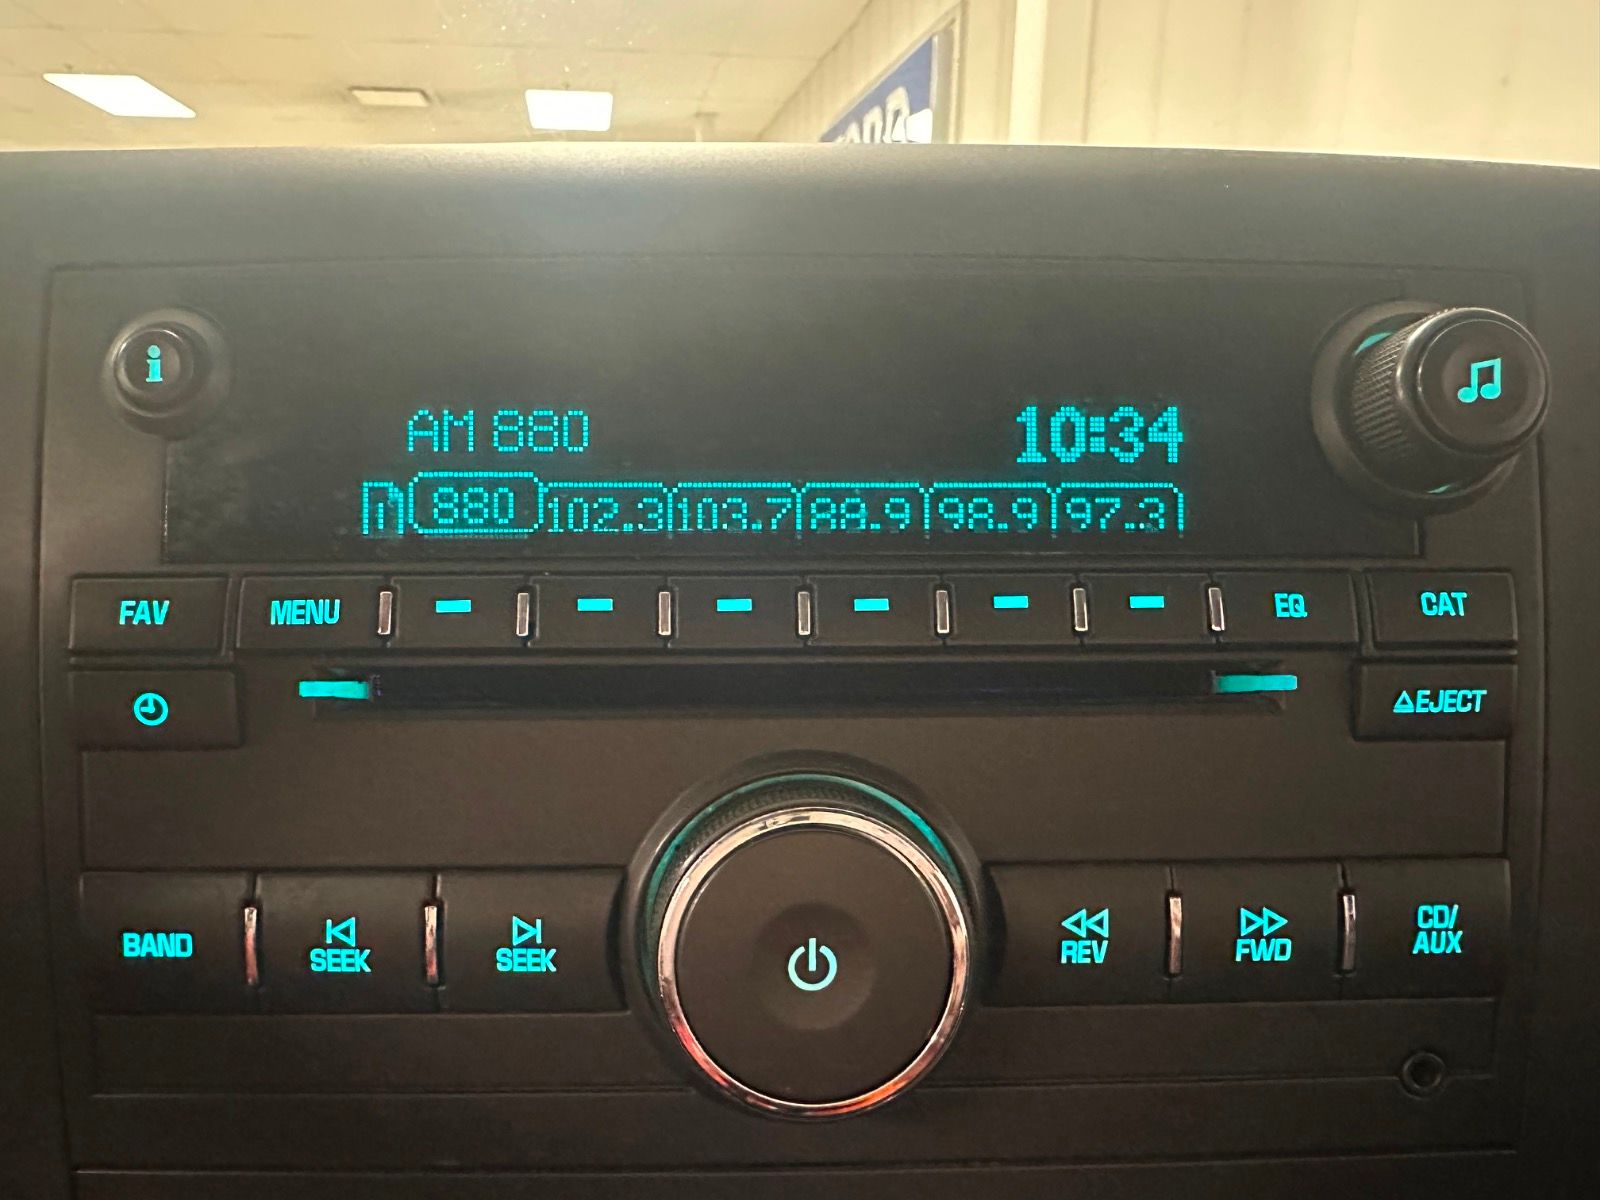 AM 880 10:34
1 880 102.3 103.7 88.9 98.9 97.3
FAV MENU EQ CAT
EJECT
BAND SEEK SEEK REV FWD CD/
AUX